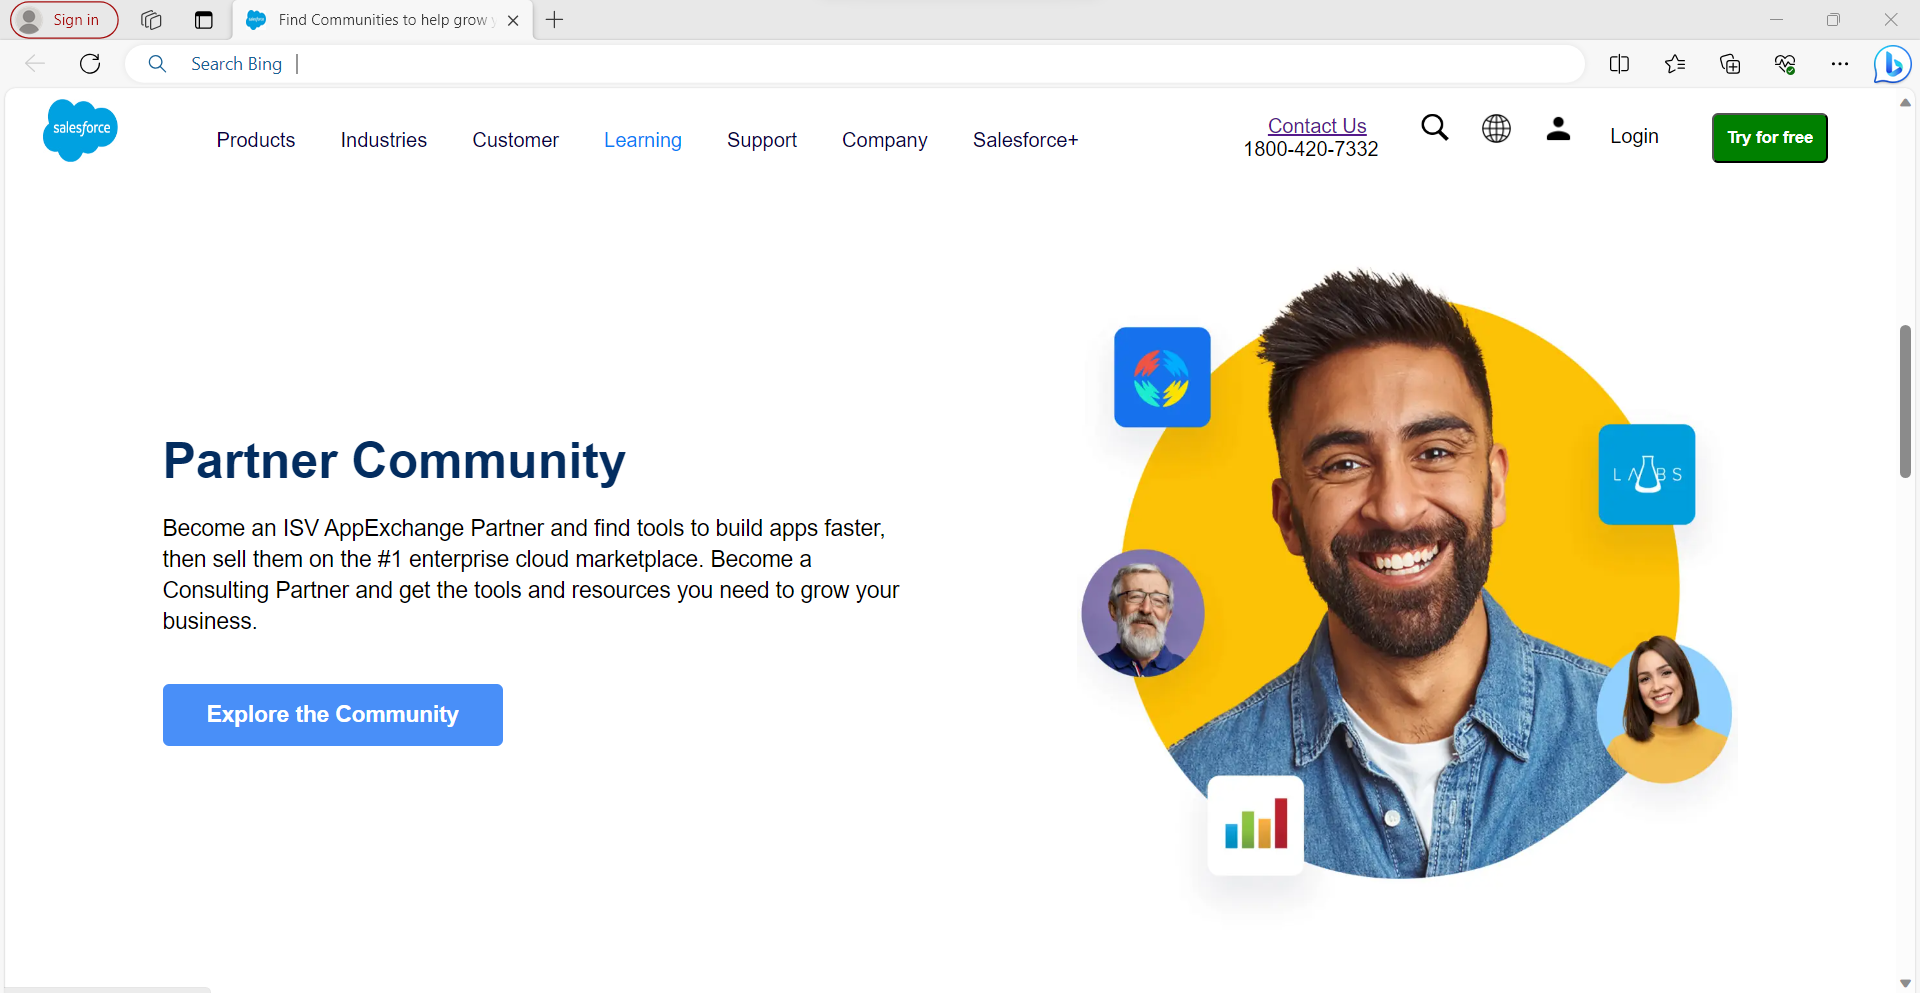 Sign in
Find Communities to help grow
Search Bing
salesforce
Products Industries Customer Learning Support Company Salesforce+
Contact Us
1800-420-7332
Login
Try for free
Partner Community
Become an ISV AppExchange Partner and find tools to build apps faster,
then sell them on the #1 enterprise cloud marketplace. Become a
Consulting Partner and get the tools and resources you need to grow your
business.
Explore the Community
LABS